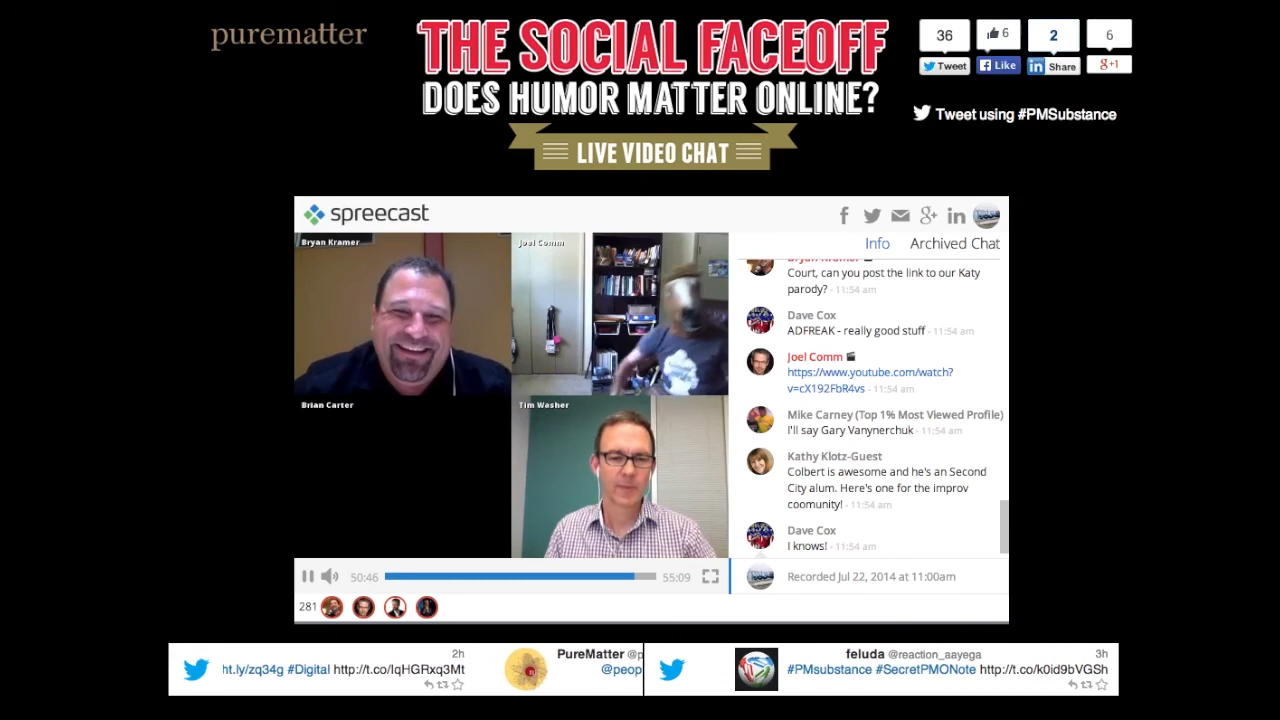 purematter
THE SOCIAL FACEOFF
DOES HUMOR MATTER ONLINE?
LIVE VIDEO CHAT
36
6
2
6
Tweet
Like
in Share
g+1
Tweet using #PMSubstance
spreecast
Info
Archived Chat
Bryan Kramer
Joel Comm
Brian Carter
Tim Washer
Bryan Kramer
Court, can you post the link to our Katy
parody? - 11:54 am
Dave Cox
ADFREAK - really good stuff - 11:54 am
Joel Comm
https://www.youtube.com/watch?
v=cX192FbR4vs - 11:54 am
Mike Carney (Top 1% Most Viewed Profile)
I'll say Gary Vanynerchuk - 11:54 am
Kathy Klotz-Guest
Colbert is awesome and he's an Second
City alum. Here's one for the improv
coomunity! - 11:54 am
Dave Cox
I knows! - 11:54 am
50:46
55:09
Recorded Jul 22, 2014 at 11:00am
281
2h
ht.ly/zq34g #Digital http://t.co/IqHGRxq3Mt
PureMatter @p
@peop
feluda @reaction_aayega
3h
#PMsubstance #SecretPMONote http://t.co/k0id9bVGSh